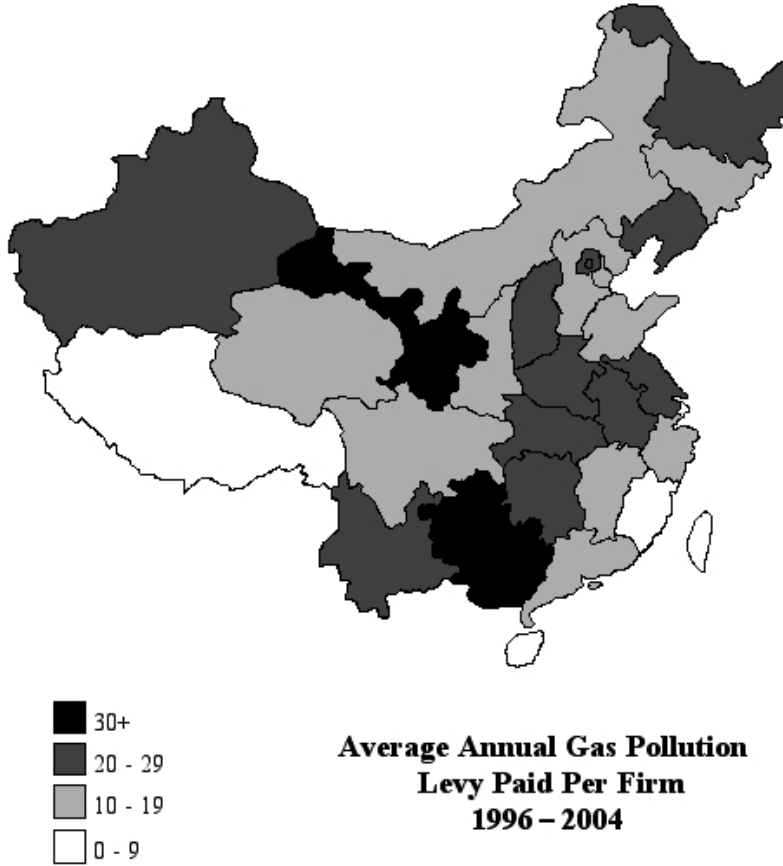 30+
20 - 29
10 - 19
0 - 9
Average Annual Gas Pollution
Levy Paid Per Firm
1996 – 2004